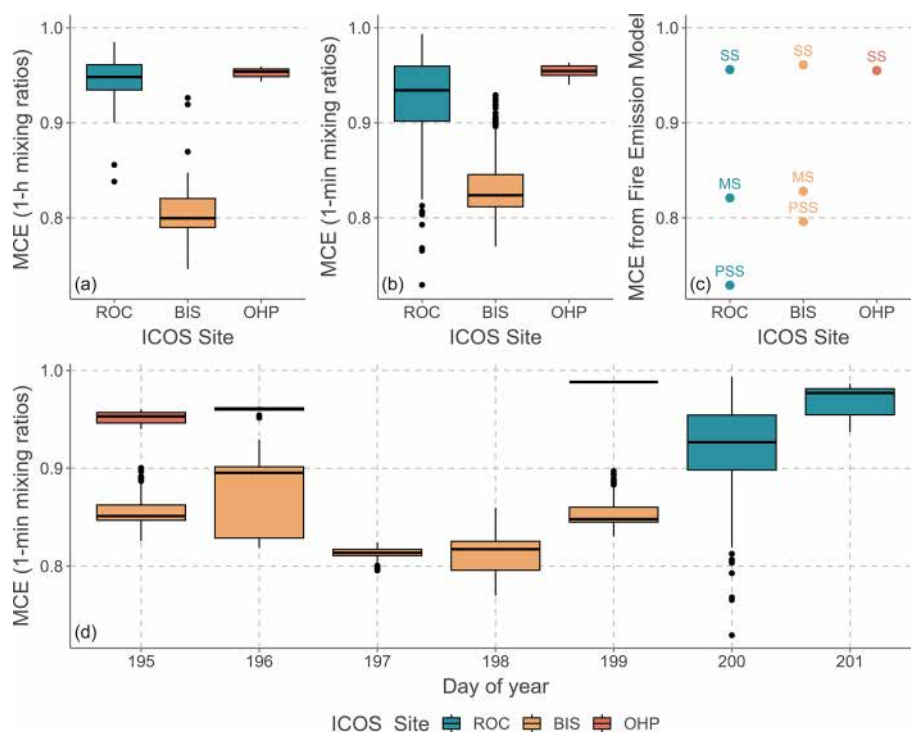 MCE (1-h mixing ratios)
1.0
0.9
0.8
(a)
ROC BIS OHP
ICOS Site
MCE (1-min mixing ratios)
1.0
0.9
0.8
(b)
ROC BIS OHP
ICOS Site
MCE from Fire Emission Model
1.0
0.9
0.8
SS SS SS
MS MS
PSS
PSS
(c)
ROC BIS OHP
ICOS Site
MCE (1-min mixing ratios)
1.0
0.9
0.8
(d)
195 196 197 198 199 200 201
Day of year
ICOS Site ROC BIS OHP